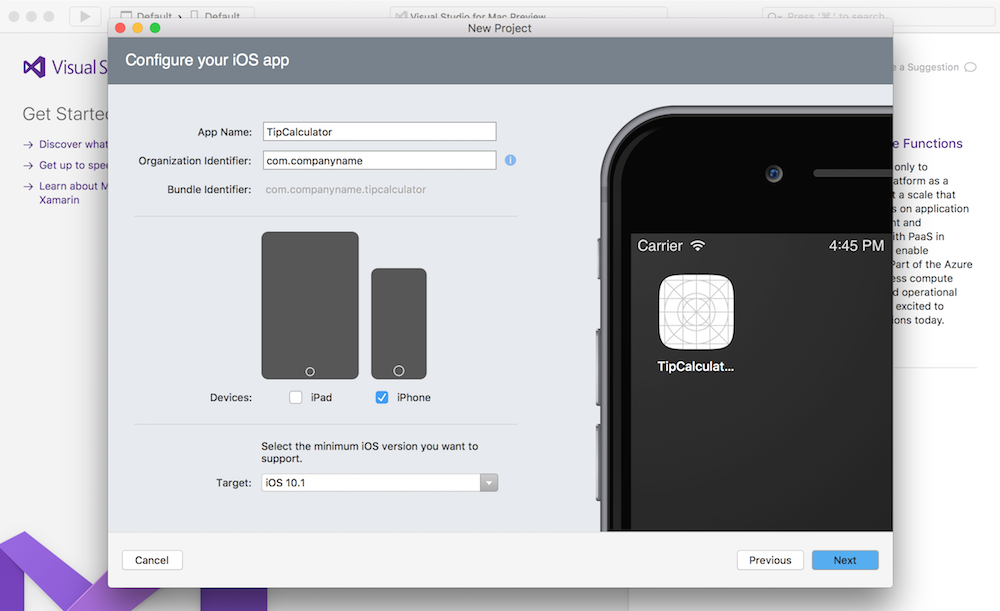 Default
Default
Visual Studio for Mac Preview
Press '⌘.' to search
New Project
Configure your iOS app
Visual S
a Suggestion
Get Started
Discover what
Get up to spee
Learn about M
Xamarin
App Name:
TipCalculator
Organization Identifier:
com.companyname
Bundle Identifier:
com.companyname.tipcalculator
Devices:
iPad
iPhone
Select the minimum iOS version you want to
support.
Target:
iOS 10.1
Carrier
4:45 PM
TipCalculat...
Functions
only to
atform as a
t a scale that
s on application
nt and
ith PaaS in
enable
Part of the Azure
ess compute
d operational
excited to
ons today.
Cancel
Previous
Next